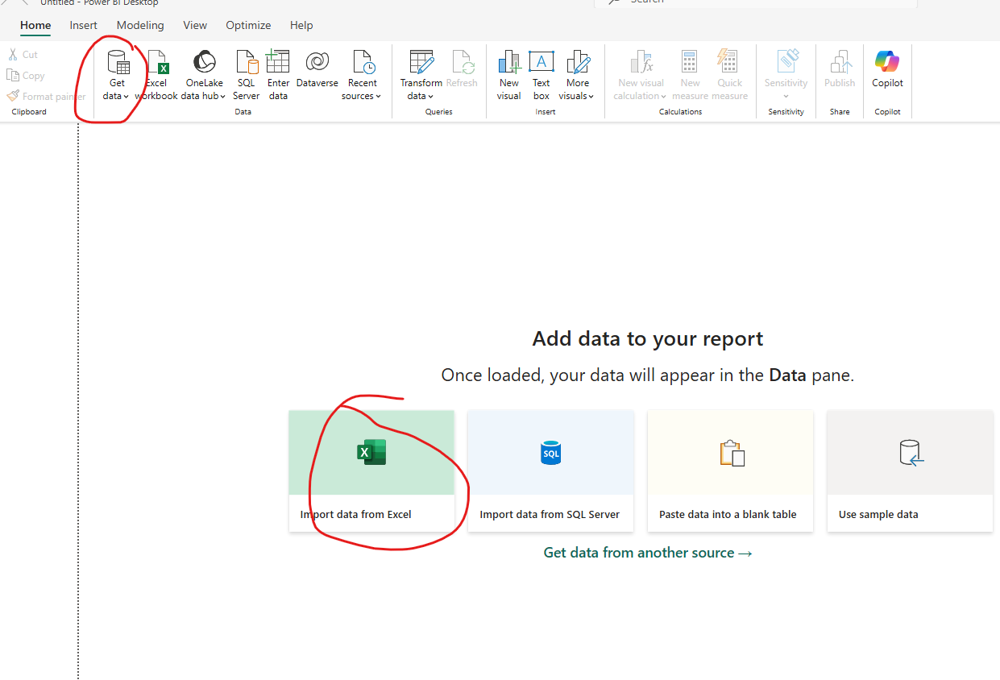 Untitled - Power BI Desktop
Search
Home Insert Modeling View Optimize Help
Cut
Copy
Format painter
Clipboard
Get data
Excel workbook
OneLake data hub
SQL Server
Enter data
Dataverse
Recent sources
Data
Transform data
Refresh
Queries
New visual
Text box
More visuals
Insert
New visual calculation
New measure
Quick measure
Calculations
Sensitivity
Sensitivity
Publish
Share
Copilot
Copilot
Add data to your report
Once loaded, your data will appear in the Data pane.
SQL
Import data from Excel
Import data from SQL Server
Paste data into a blank table
Use sample data
Get data from another source →